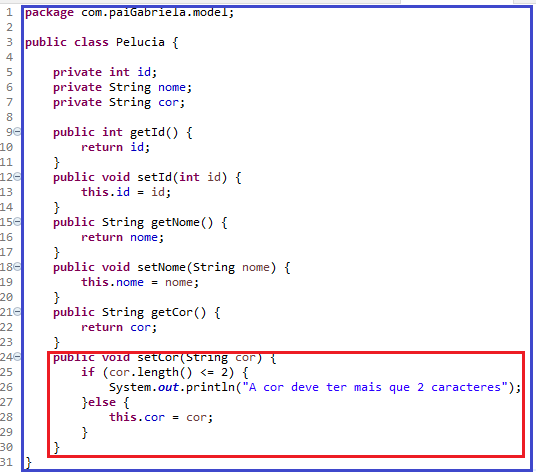 1 package com.paiGabriela.model;
2
3 public class Pelucia {
4
5     private int id;
6     private String nome;
7     private String cor;
8
9     public int getId() {
10         return id;
11     }
12     public void setId(int id) {
13         this.id = id;
14     }
15     public String getNome() {
16         return nome;
17     }
18     public void setNome(String nome) {
19         this.nome = nome;
20     }
21     public String getCor() {
22         return cor;
23     }
24     public void setCor(String cor) {
25         if (cor.length() <= 2) {
26             System.out.println("A cor deve ter mais que 2 caracteres");
27         }else {
28             this.cor = cor;
29         }
30     }
31 }